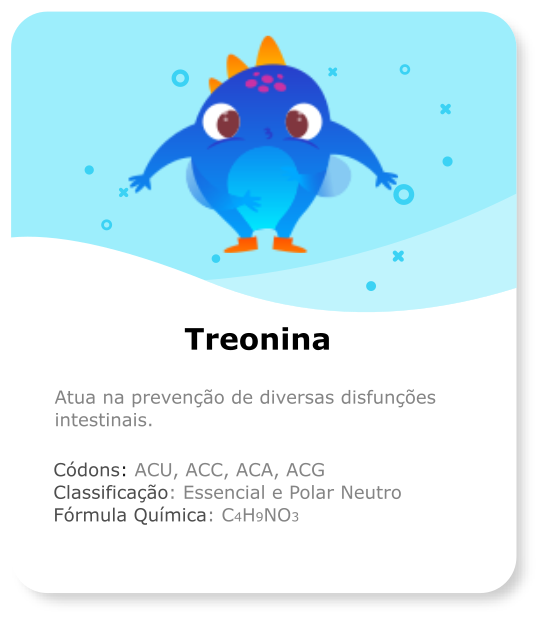 Treonina
Atua na prevenção de diversas disfunções
intestinais.
Códons: ACU, ACC, ACA, ACG
Classificação: Essencial e Polar Neutro
Fórmula Química: C4H9NO3